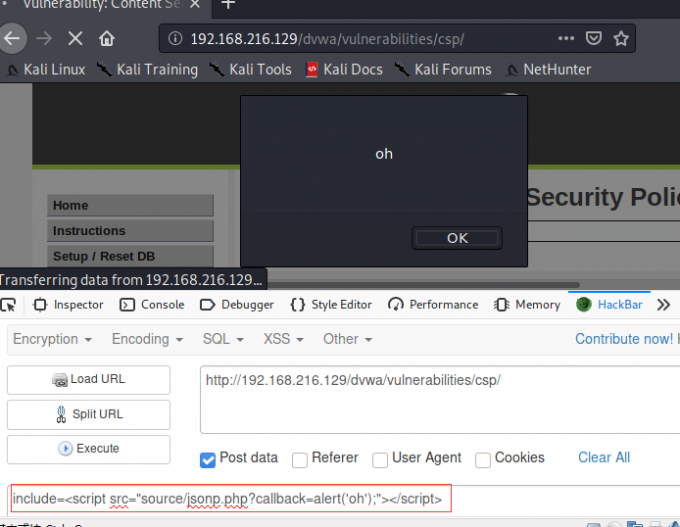 Vulnerability: Content Se
192.168.216.129/dvwa/vulnerabilities/csp/
Kali Linux Kali Training Kali Tools Kali Docs Kali Forums NetHunter
oh
OK
Security Polic
Home
Instructions
Setup / Reset DB
Transferring data from 192.168.216.129...
Inspector Console Debugger Style Editor Performance Memory HackBar
Encryption Encoding SQL XSS Other Contribute now!
Load URL
http://192.168.216.129/dvwa/vulnerabilities/csp/
Split URL
Execute
Post data Referer User Agent Cookies Clear All
include=<script src="source/jsonp.php?callback=alert('oh');"></script>